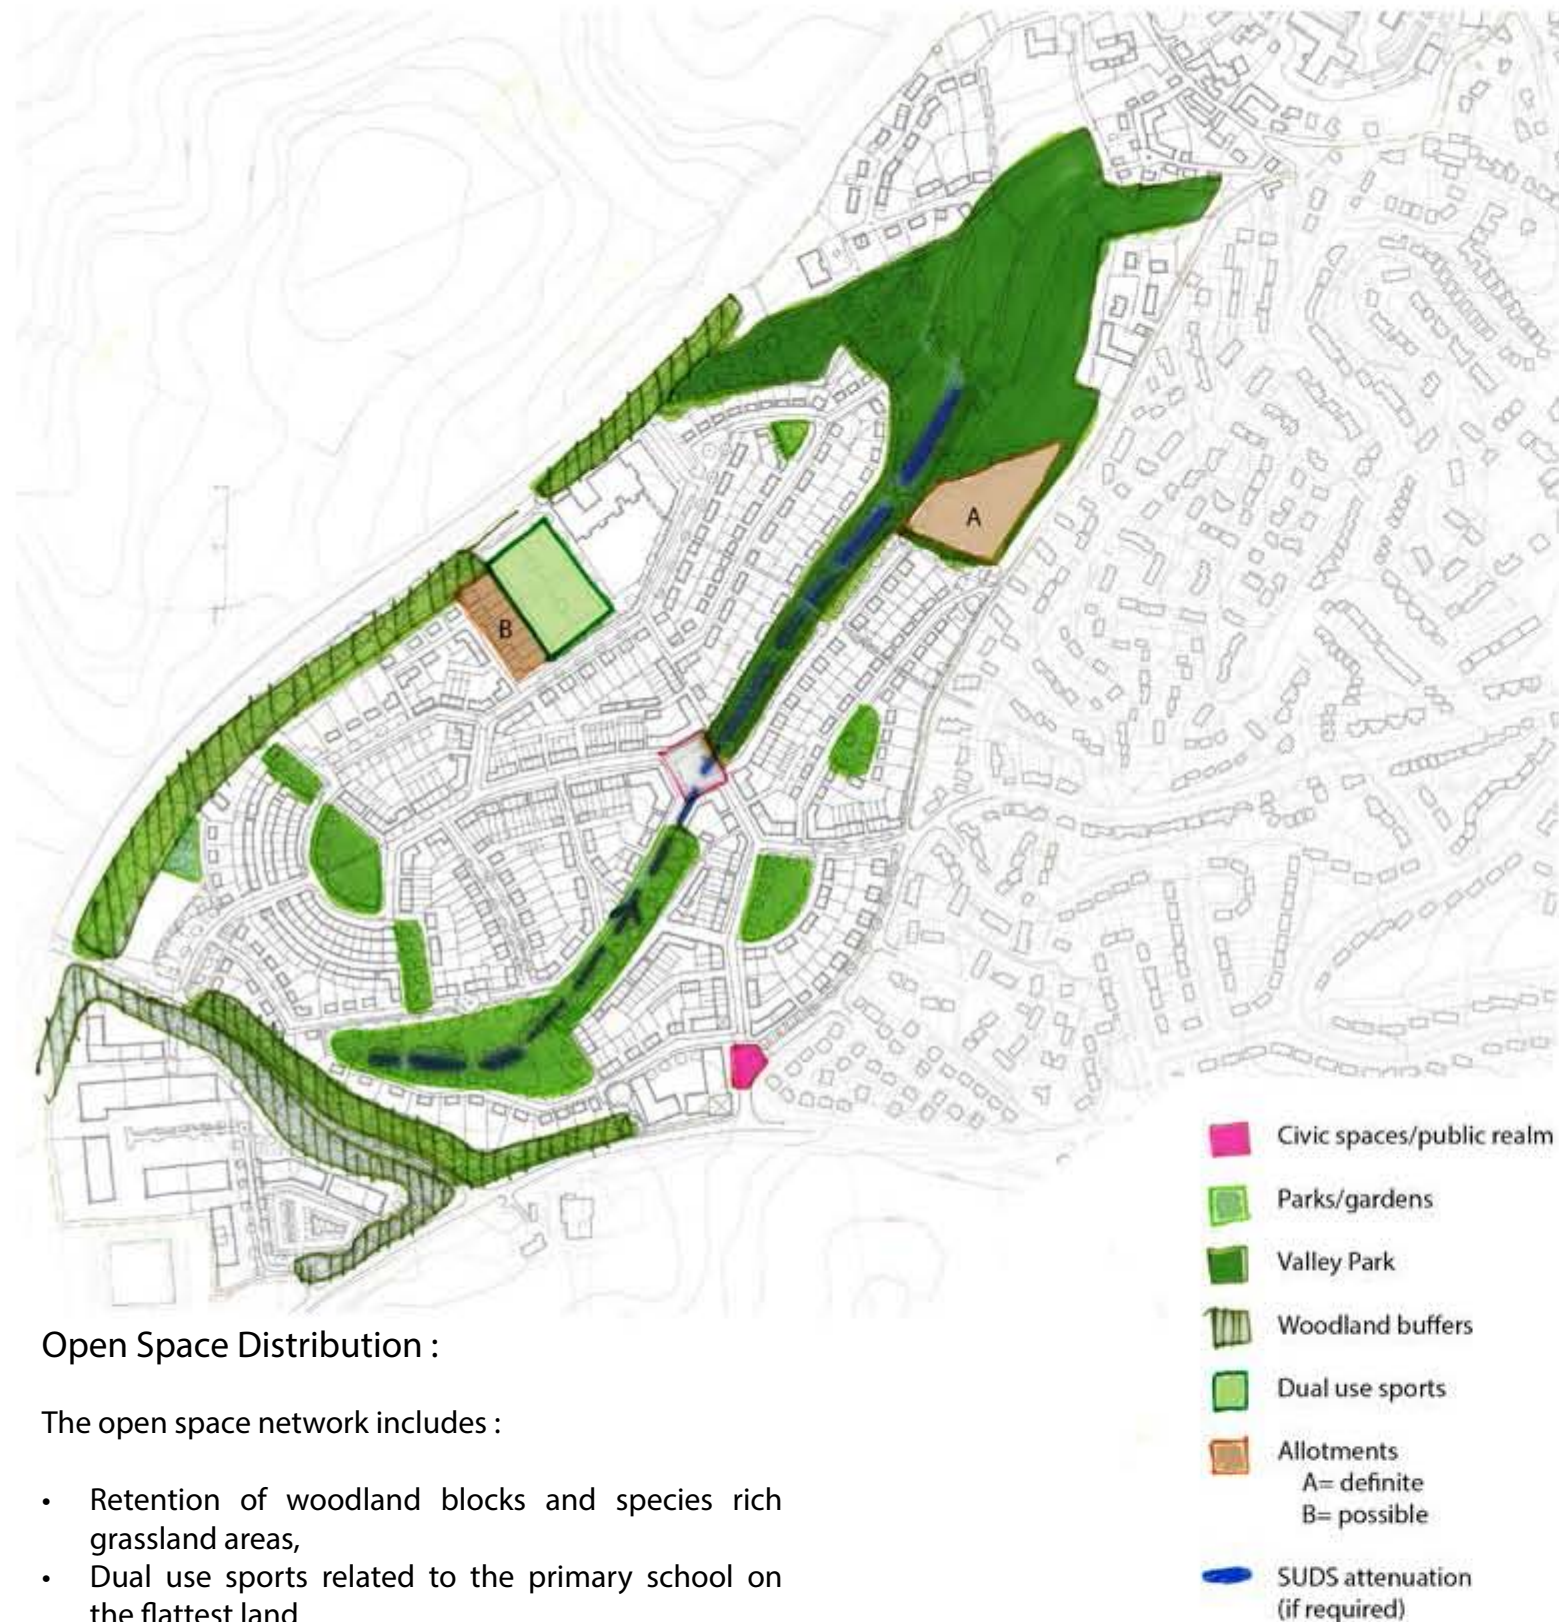 A
B
Civic spaces/public realm
Parks/gardens
Valley Park
Woodland buffers
Dual use sports
Allotments
A= definite
B= possible
SUDS attenuation
(if required)
Open Space Distribution :
The open space network includes :
• Retention of woodland blocks and species rich
grassland areas,
• Dual use sports related to the primary school on
the flattest land